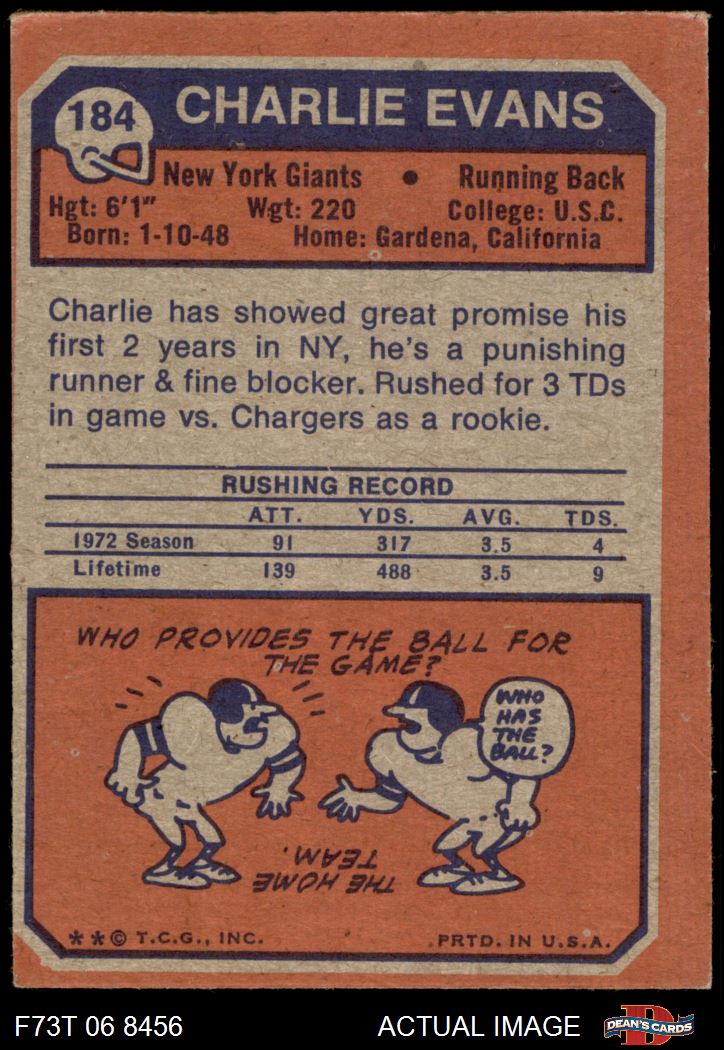 184
CHARLIE EVANS
New York Giants • Running Back
Hgt: 6'1" Wgt: 220 College: U.S.C.
Born: 1-10-48 Home: Gardena, California
Charlie has showed great promise his
first 2 years in NY, he's a punishing
runner & fine blocker. Rushed for 3 TDs
in game vs. Chargers as a rookie.
RUSHING RECORD
ATT. YDS. AVG. TDS.
1972 Season 91 317 3.5 4
Lifetime 139 488 3.5 9
WHO PROVIDES THE BALL FOR
THE GAME?
WHO
HAS
THE
BALL?
THE HOME
TEAM.
**© T.C.G., INC. PRTD. IN U.S.A.
F73T 06 8456 ACTUAL IMAGE
D
DEAN'S CARDS